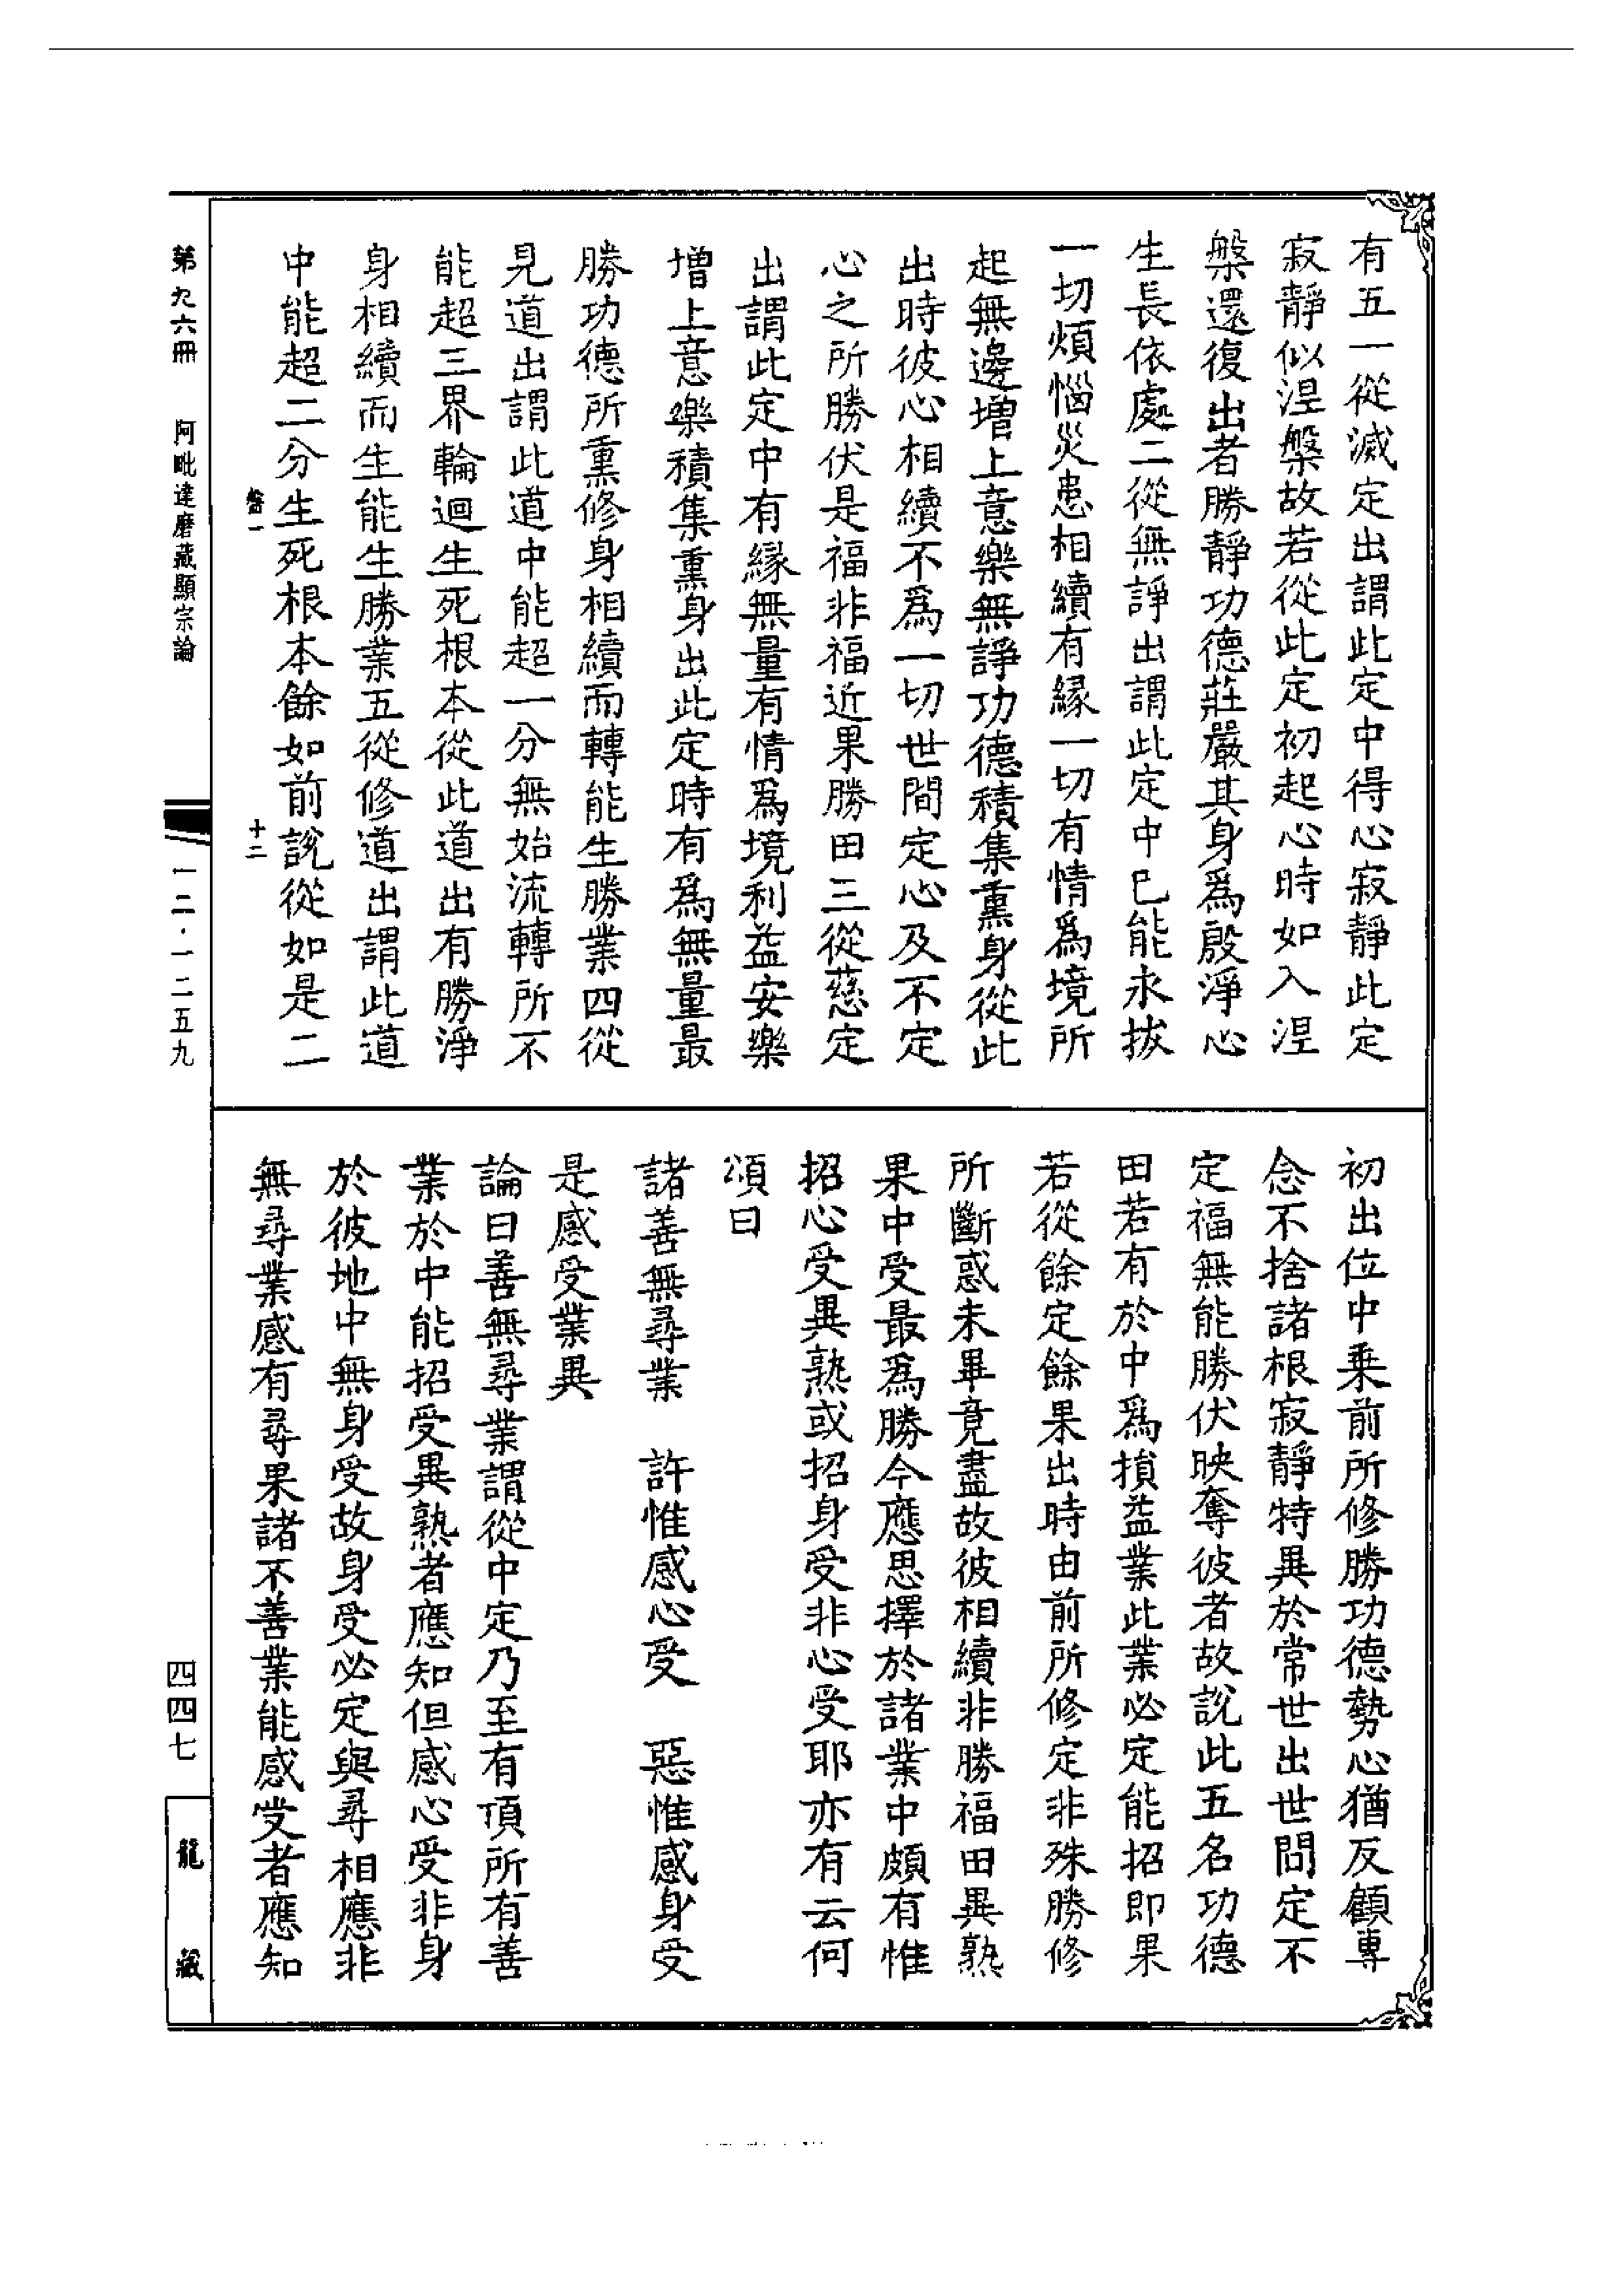 有五一從滅定出謂此定中得心寂靜此定
寂靜似涅槃故若從此定初起心時如入涅
槃還復出者勝靜功德莊嚴其身爲殷淨心
生長依處二從無諍出謂此定中已能永拔
一切煩惱災患相續有緣一切有情爲境所
起無邊增上意樂無諍功德積集熏身從此
出時彼心相續不爲一切世間定心及不定
心之所勝伏是福非福近果勝田三從慈定
出謂此定中有緣無量有情爲境利益安樂
增上意樂積集熏身出此定時有爲無量最
勝功德所熏修身相續而轉能生勝業四從
見道出謂此道中能超一分無始流轉所不
能超三界輪迴生死根本從此道出有勝淨
身相續而生能生勝業五從修道出謂此道
中能超二分生死根本餘如前說從如是二
十二
初出位中乘前所修勝功德勢心猶反顧專
念不捨諸根寂靜特異於常世出世間定不
定福無能勝伏映奪彼者故說此五名功德
田若有於中爲損益業此業必定能招即果
若從餘定餘果出時由前所修定非殊勝修
所斷惑未畢竟盡故彼相續非勝福田異熟
果中受最爲勝今應思擇於諸業中頗有惟
招心受異熟或招身受非心受耶亦有云何
頌曰
諸善無尋業　許惟感心受　惡惟感身受
是感受業異
論曰善無尋業謂從中定乃至有頂所有善
業於中能招受異熟者應知但感心受非身
於彼地中無身受故身受必定與尋相應非
無尋業感有尋果諸不善業能感受者應知
第九六冊　阿毗達磨藏顯宗論
一二·一二五九
四四七
龍藏